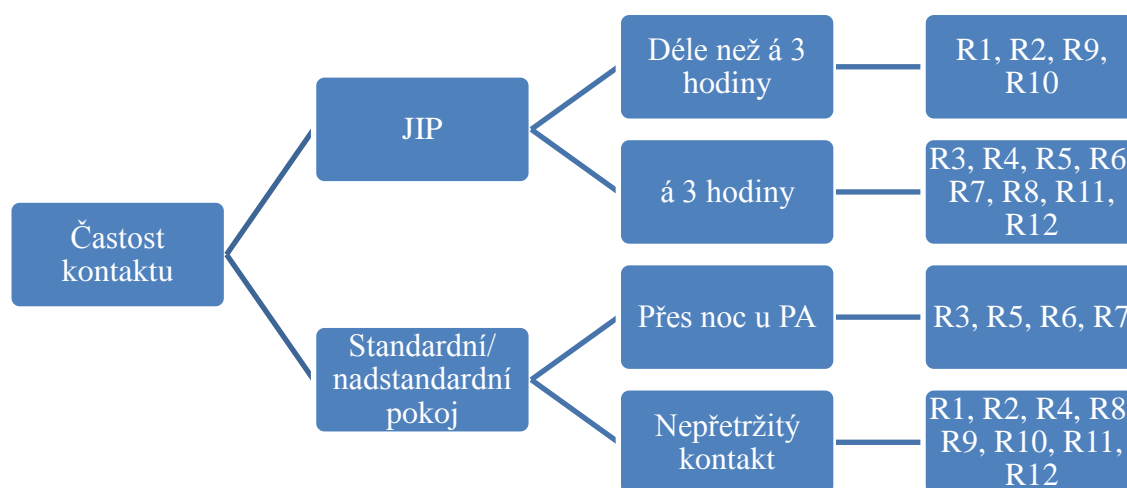 Častost
kontaktu
JIP
Déle než á 3
hodiny
R1, R2, R9,
R10
á 3 hodiny
R3, R4, R5, R6
R7, R8, R11,
R12
Standardní/
nadstandardní
pokoj
Přes noc u PA
R3, R5, R6, R7
Nepřetržitý
kontakt
R1, R2, R4, R8
R9, R10, R11,
R12